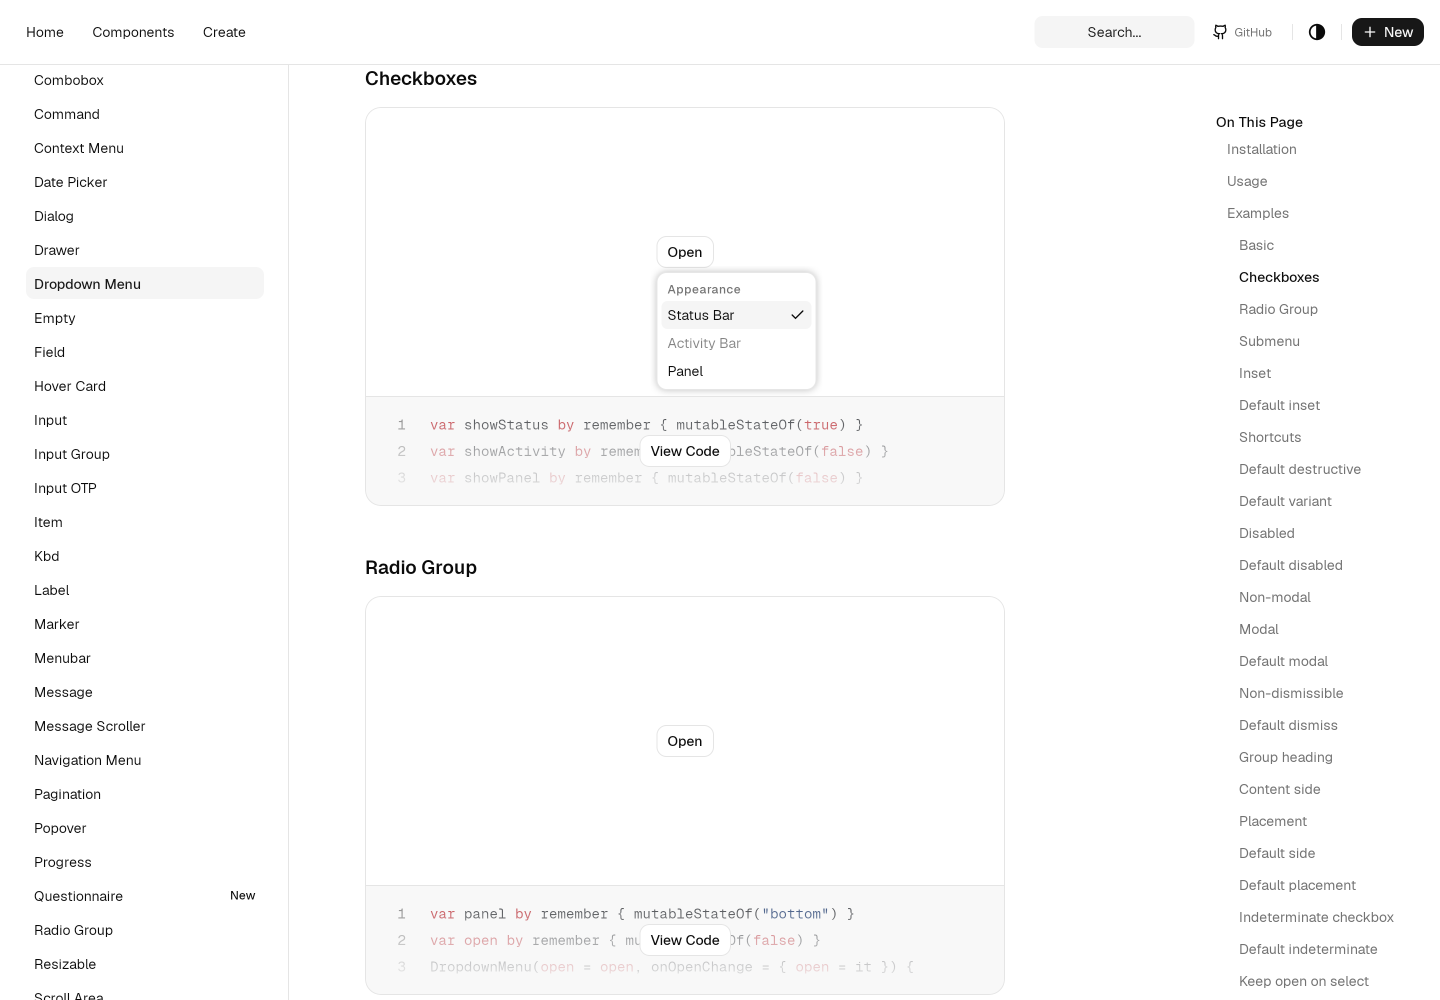 Home
Components
Create
Search...
GitHub
New
Combobox
Command
Context Menu
Date Picker
Dialog
Drawer
Dropdown Menu
Empty
Field
Hover Card
Input
Input Group
Input OTP
Item
Kbd
Label
Marker
Menubar
Message
Message Scroller
Navigation Menu
Pagination
Popover
Progress
Questionnaire New
Radio Group
Resizable
Scroll Area
Checkboxes
Open
Appearance
Status Bar
Activity Bar
Panel
1 var showStatus by remember { mutableStateOf(true) }
2 var showActivity by false) }
View Code
3 var showPanel by remember { mutableStateOf(false) }
Radio Group
Open
1 var panel by remember { mutableStateOf("bottom") }
2 var open by remember { (false) }
View Code
3 DropdownMenu(open = open, onOpenChange = { open = it }) {
On This Page
Installation
Usage
Examples
Basic
Checkboxes
Radio Group
Submenu
Inset
Default inset
Shortcuts
Default destructive
Default variant
Disabled
Default disabled
Non-modal
Modal
Default modal
Non-dismissible
Default dismiss
Group heading
Content side
Placement
Default side
Default placement
Indeterminate checkbox
Default indeterminate
Keep open on select